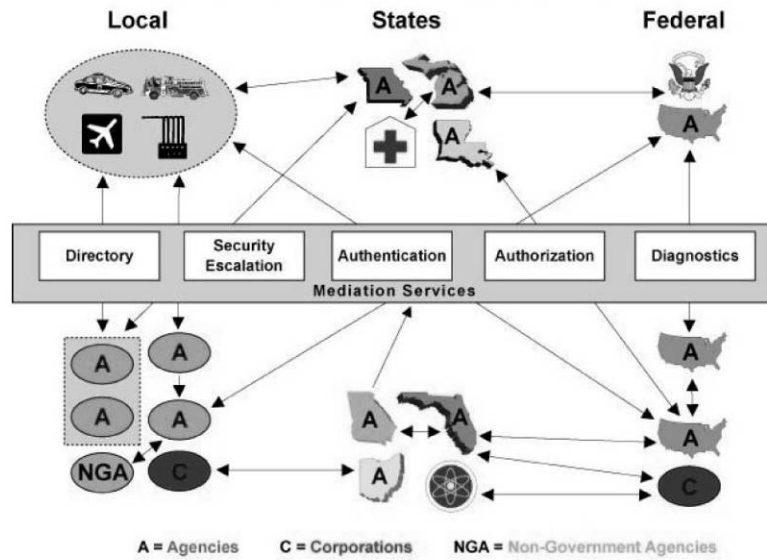 Local States Federal
A A
A A
Directory Security Escalation Authentication Authorization Diagnostics
Mediation Services
A A A
A A A A A
NGA C A C
A = Agencies C = Corporations NGA = Non-Government Agencies